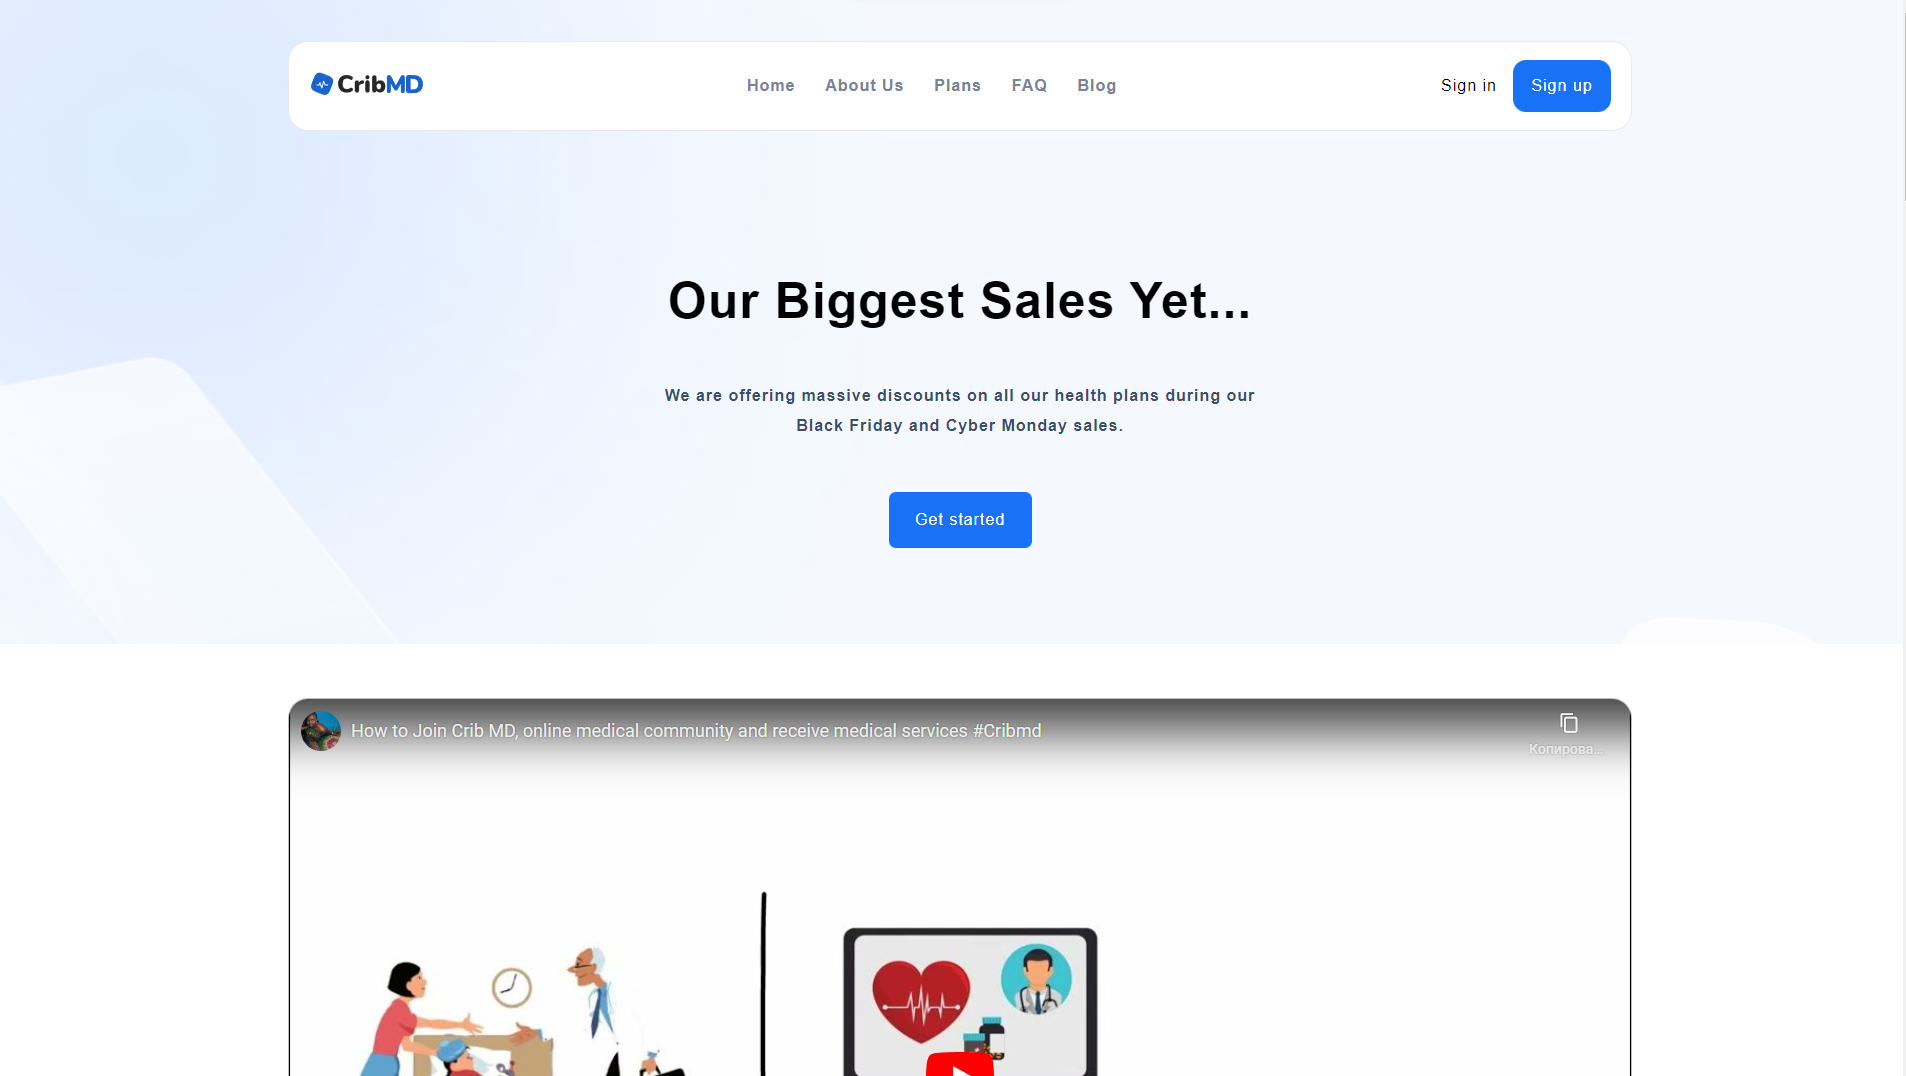 CribMD
Home
About Us
Plans
FAQ
Blog
Sign in
Sign up
Our Biggest Sales Yet...
We are offering massive discounts on all our health plans during our
Black Friday and Cyber Monday sales.
Get started
How to Join Crib MD, online medical community and receive medical services #Cribmd
Копирова...